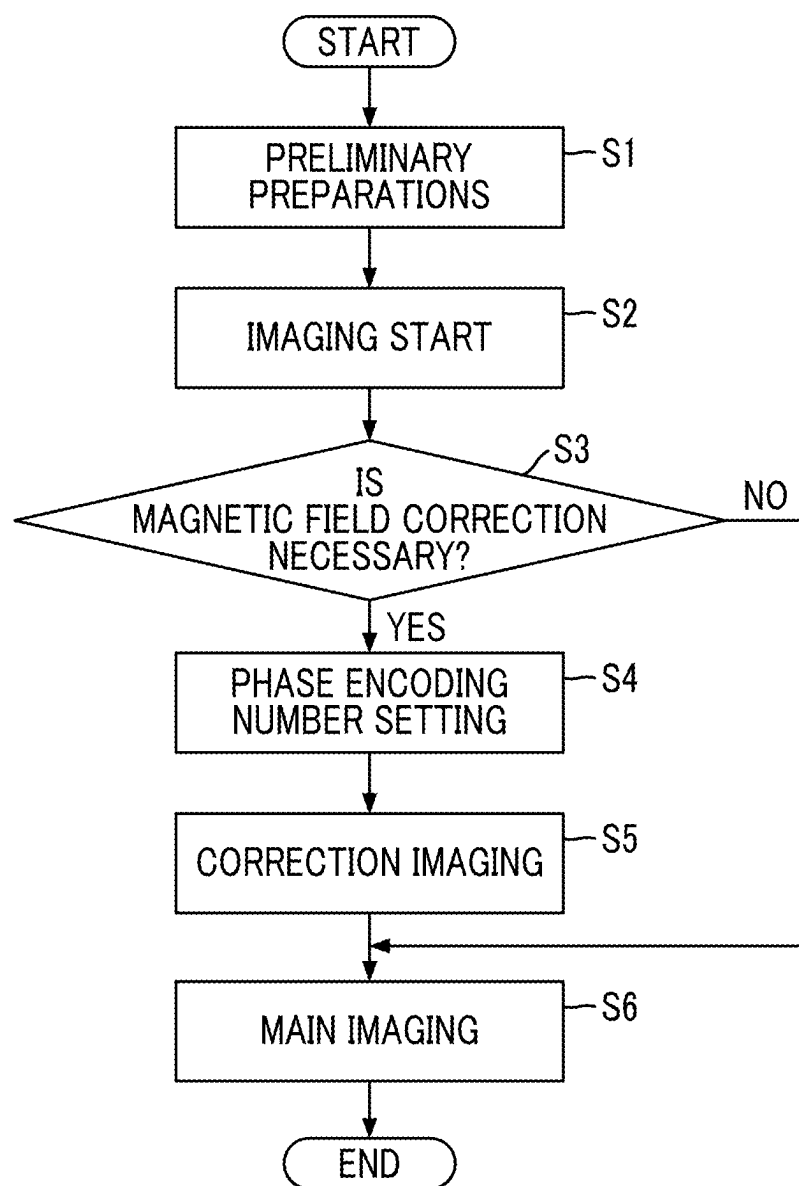 START
PRELIMINARY
PREPARATIONS
S1
IMAGING START
S2
S3
IS
MAGNETIC FIELD CORRECTION
NECESSARY?
NO
YES
PHASE ENCODING
NUMBER SETTING
S4
CORRECTION IMAGING
S5
MAIN IMAGING
S6
END